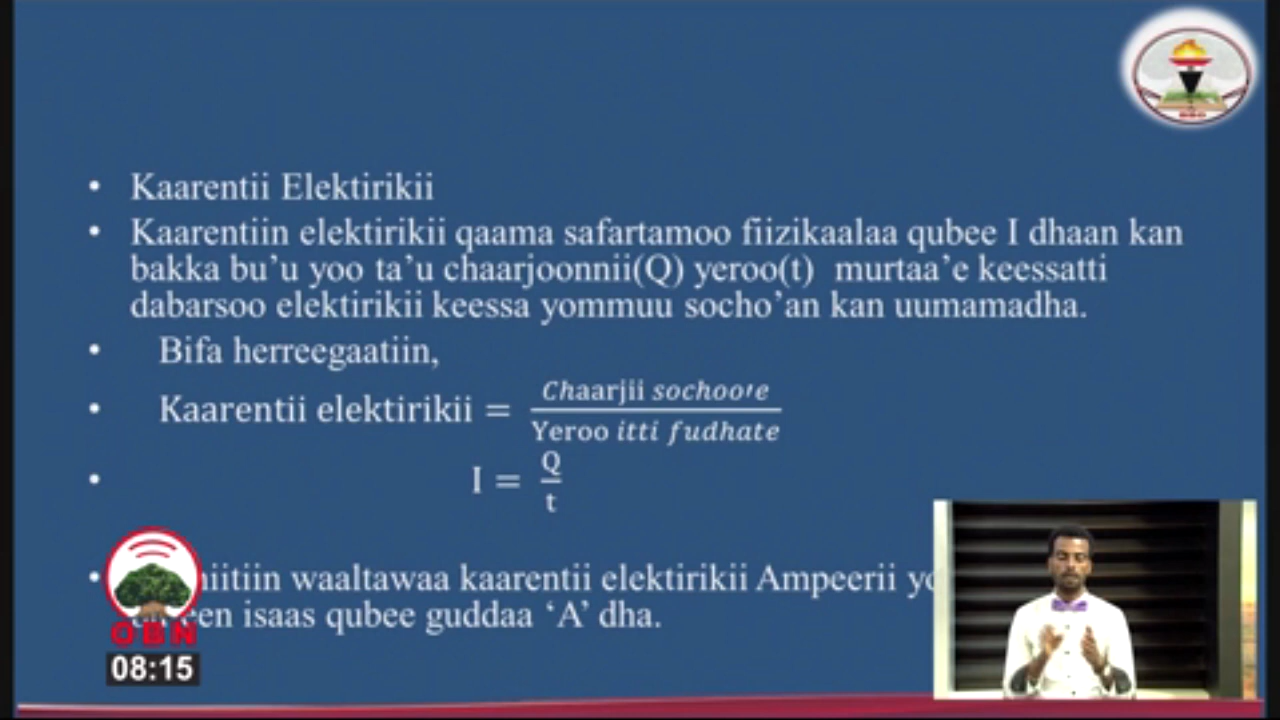 • Kaarentii Elektirikii
• Kaarentiin elektirikii qaama safartamoo fiizikaalaa qubee I dhaan kan
bakka bu’u yoo ta’u chaarjoonnii(Q) yeroo(t) murtaa’e keessatti
dabarsoo elektirikii keessa yommuu socho’an kan uumamadha.
• Bifa herreegaatiin,
• Kaarentii elektirikii = Chaarjii sochoo′e / Yeroo itti fudhate
• I = Q / t
• waaltawaa kaarentii elektirikii Ampeerii
isaas qubee guddaa ‘A’ dha.
OBN
08:15